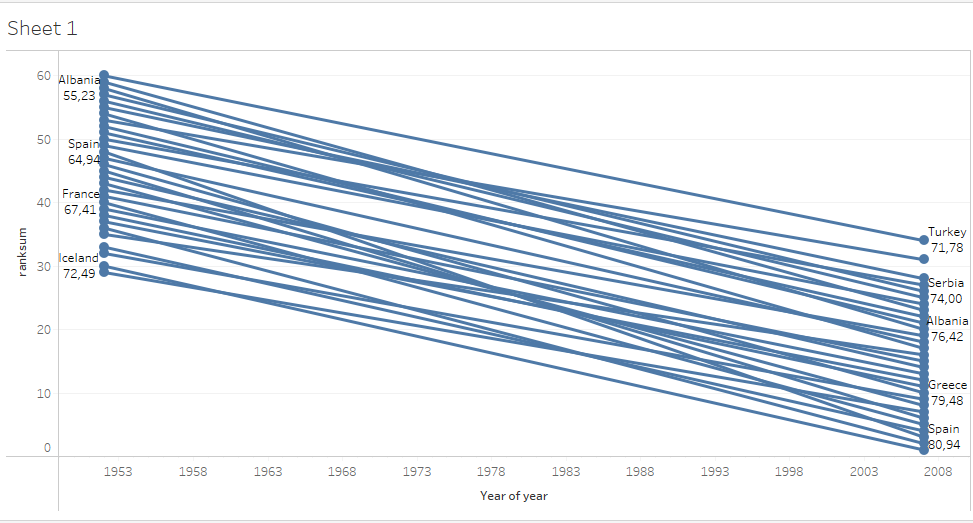 Sheet 1
60
50
40
30
20
10
0
ranksum
Albania
55,23
Spain
64,94
France
67,41
Iceland
72,49
Turkey
71,78
Serbia
74,00
Albania
76,42
Greece
79,48
Spain
80,94
1953 1958 1963 1968 1973 1978 1983 1988 1993 1998 2003 2008
Year of year